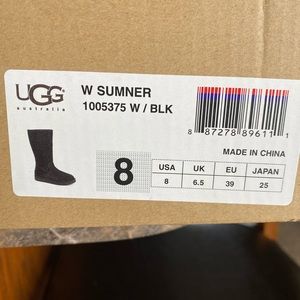 UGG
australia
W SUMNER
1005375 W / BLK
8 87278 89611 1
MADE IN CHINA
8
USA UK EU JAPAN
8 6.5 39 25